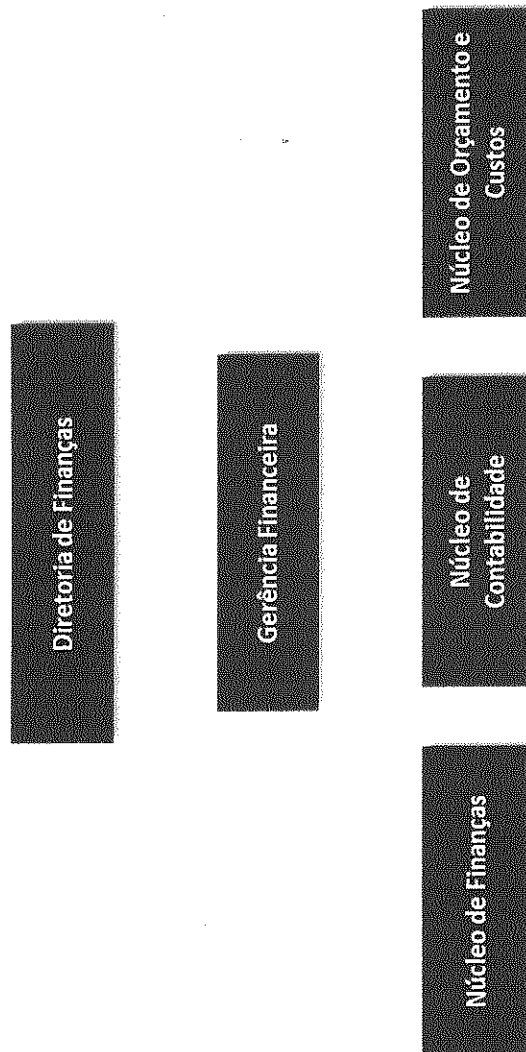 Diretoria de Finanças
Gerência Financeira
Núcleo de Finanças
Núcleo de
Contabilidade
Núcleo de Orçamento e
Custos